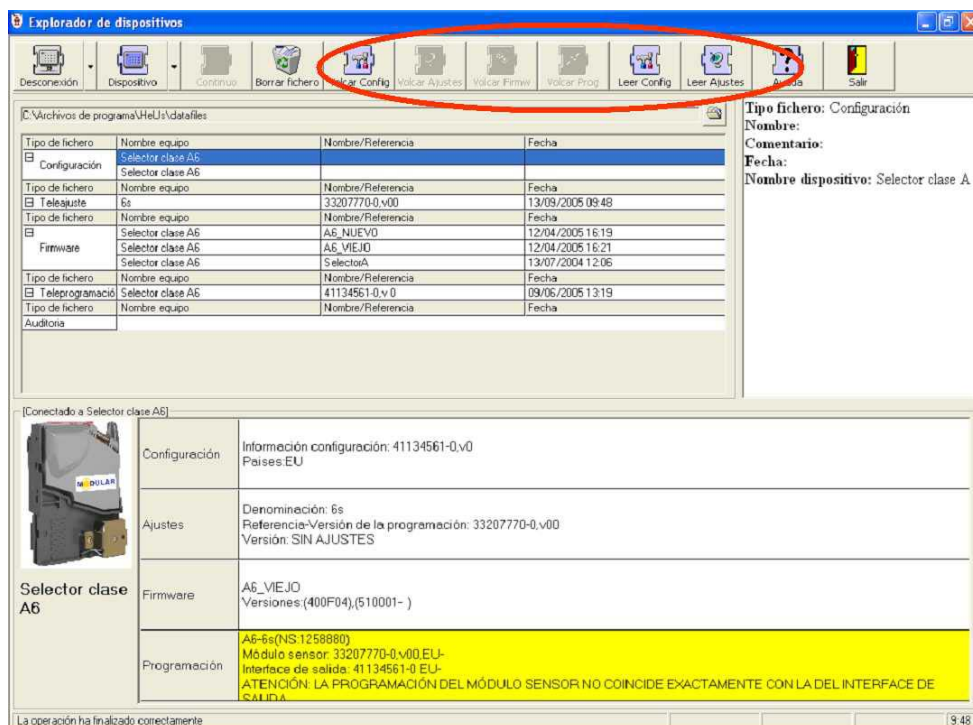 Explorador de dispositivos
Desconexión Dispositivo Continuo Borrar fichero Volcar Config Volcar Ajustes Volcar Firmw Volcar Prog Leer Config Leer Ajustes Ayuda Salir
C:\Archivos de programa\HeUs\datafiles
Tipo de fichero Nombre equipo Nombre/Referencia Fecha
Configuración Selector clase A6
Selector clase A6
Tipo de fichero Nombre equipo Nombre/Referencia Fecha
Teleajuste 6s 33207770-0,v00 13/09/2005 09:48
Tipo de fichero Nombre equipo Nombre/Referencia Fecha
Selector clase A6 A6_NUEVO 12/04/2005 16:19
Firmware Selector clase A6 A6_VIEJO 12/04/2005 16:21
Selector clase A6 SelectorA 13/07/2004 12:06
Tipo de fichero Nombre equipo Nombre/Referencia Fecha
Teleprogramació Selector clase A6 41134561-0,v 0 09/06/2005 13:19
Tipo de fichero Nombre equipo Nombre/Referencia Fecha
Auditoria
Tipo fichero: Configuración
Nombre:
Comentario:
Fecha:
Nombre dispositivo: Selector clase A
[Conectado a Selector clase A6]
MODULAR
Selector clase
A6
Configuración
Información configuración: 41134561-0,v0
Paises:EU
Ajustes
Denominación: 6s
Referencia-Versión de la programación: 33207770-0,v00
Versión: SIN AJUSTES
Firmware
A6_VIEJO
Versiones:(400F04),(510001- )
Programación
A6-6s(NS:1258880)
Módulo sensor: 33207770-0,v00,EU-
Interface de salida: 41134561-0 EU-
ATENCIÓN: LA PROGRAMACIÓN DEL MÓDULO SENSOR NO COINCIDE EXACTAMENTE CON LA DEL INTERFACE DE
SALIDA
La operación ha finalizado correctamente 9:48